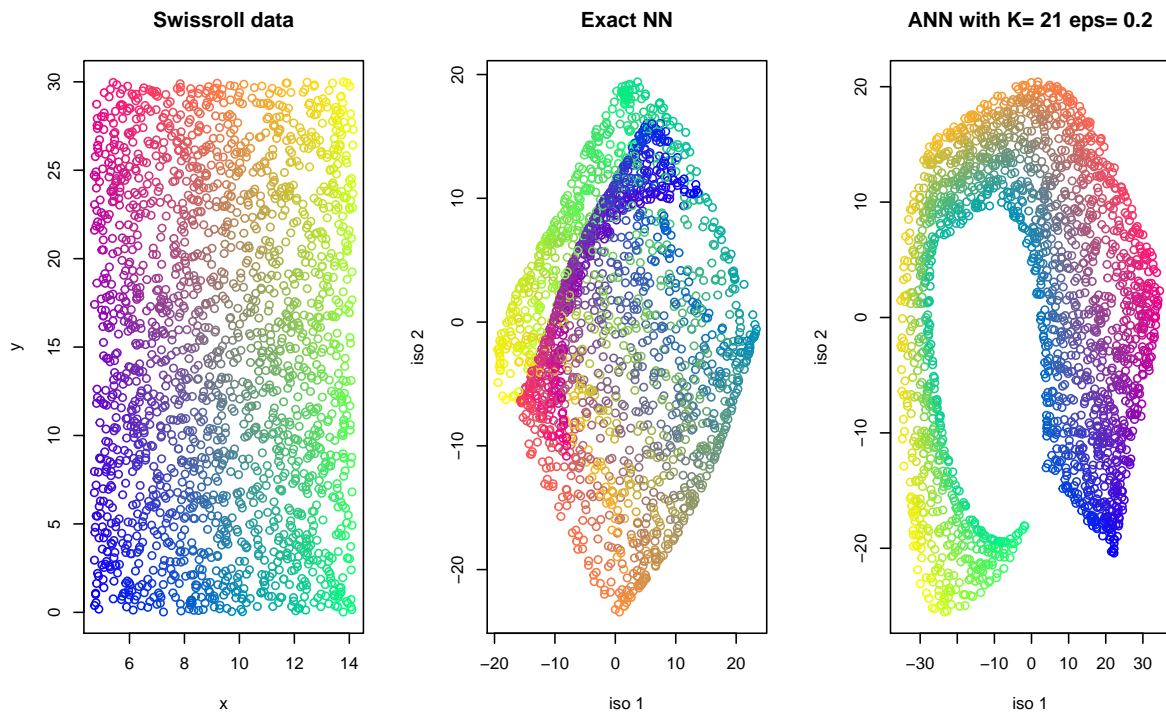 Swissroll data
Exact NN
ANN with K= 21 eps= 0.2
30
25
20
15
10
5
0
y
6 8 10 12 14
x
20
10
0
−10
−20
iso 2
−20 −10 0 10 20
iso 1
20
10
0
−10
−20
iso 2
−30 −10 0 10 20 30
iso 1